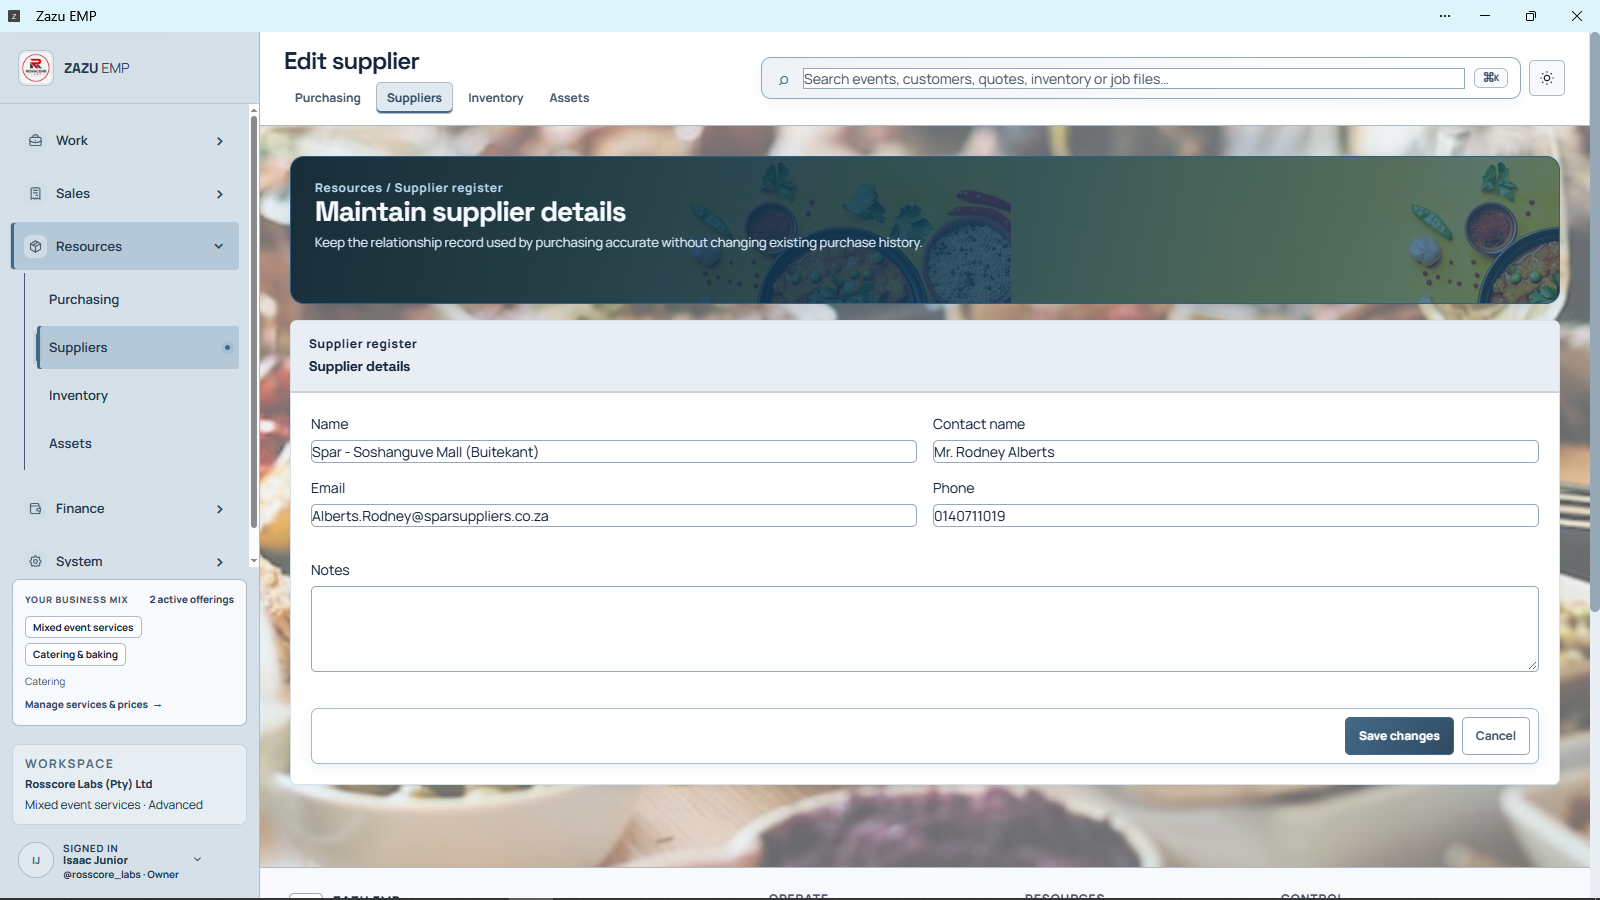 Zazu EMP
ZAZU EMP
Edit supplier
Purchasing
Suppliers
Inventory
Assets
Search events, customers, quotes, inventory or job files...
⌘K
Work
Sales
Resources
Purchasing
Suppliers
Inventory
Assets
Finance
System
YOUR BUSINESS MIX 2 active offerings
Mixed event services
Catering & baking
Catering
Manage services & prices →
WORKSPACE
Rosscore Labs (Pty) Ltd
Mixed event services · Advanced
IJ
SIGNED IN
Isaac Junior
@rosscore_labs · Owner
Resources / Supplier register
Maintain supplier details
Keep the relationship record used by purchasing accurate without changing existing purchase history.
Supplier register
Supplier details
Name
Spar - Soshanguve Mall (Buitekant)
Contact name
Mr. Rodney Alberts
Email
Alberts.Rodney@sparsuppliers.co.za
Phone
0140711019
Notes
Save changes
Cancel
ZAZU EMP
OPERATE
RESOURCES
CONTROL